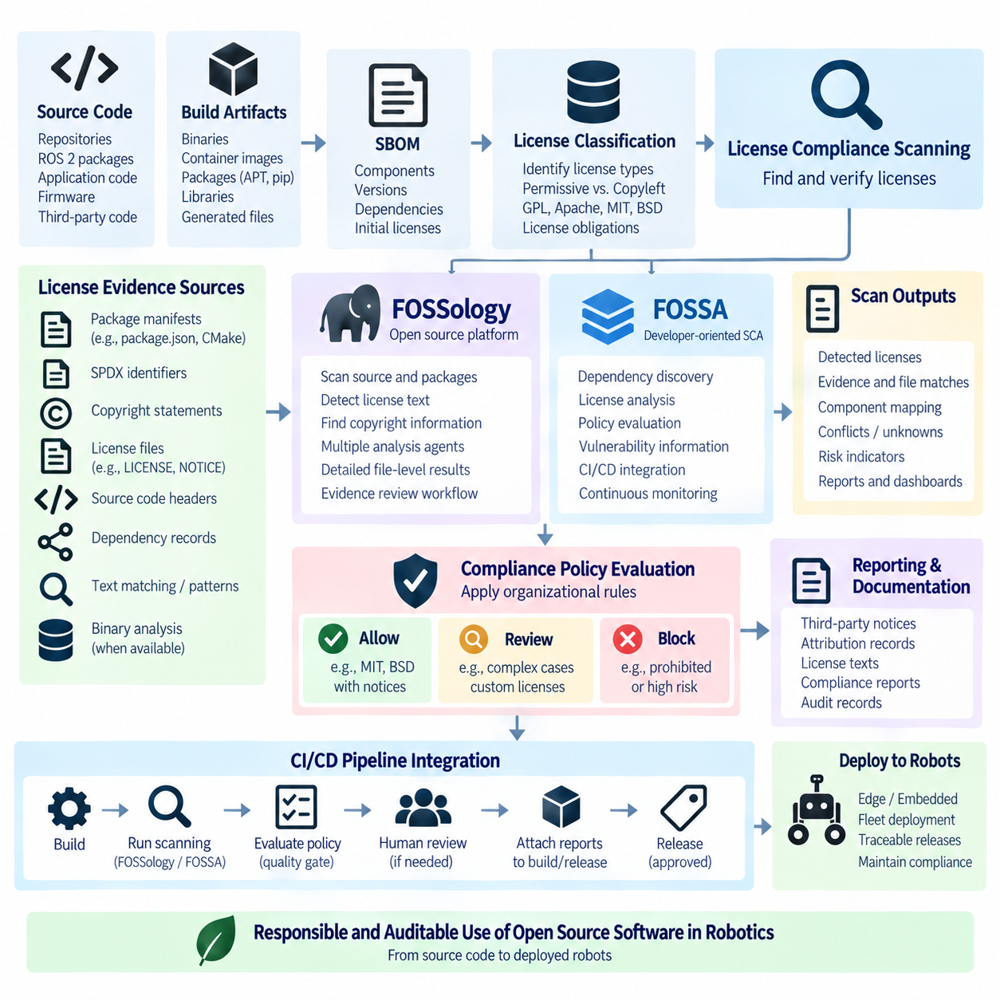 Source Code
Repositories
ROS 2 packages
Application code
Firmware
Third-party code
Build Artifacts
Binaries
Container images
Packages (APT, pip)
Libraries
Generated files
SBOM
Components
Versions
Dependencies
Initial licenses
License Classification
Identify license types
Permissive vs. Copyleft
GPL, Apache, MIT, BSD
License obligations
License Compliance Scanning
Find and verify licenses
License Evidence Sources
Package manifests
(e.g., package.json, CMake)
SPDX identifiers
Copyright statements
License files
(e.g., LICENSE, NOTICE)
Source code headers
Dependency records
Text matching / patterns
Binary analysis
(when available)
FOSSology
Open source platform
Scan source and packages
Detect license text
Find copyright information
Multiple analysis agents
Detailed file-level results
Evidence review workflow
FOSSA
Developer-oriented SCA
Dependency discovery
License analysis
Policy evaluation
Vulnerability information
CI/CD integration
Continuous monitoring
Scan Outputs
Detected licenses
Evidence and file matches
Component mapping
Conflicts / unknowns
Risk indicators
Reports and dashboards
Compliance Policy Evaluation
Apply organizational rules
Allow
e.g., MIT, BSD
with notices
Review
e.g., complex cases
custom licenses
Block
e.g., prohibited
or high risk
Reporting &
Documentation
Third-party notices
Attribution records
License texts
Compliance reports
Audit records
CI/CD Pipeline Integration
Build
Run scanning
(FOSSology / FOSSA)
Evaluate policy
(quality gate)
Human review
(if needed)
Attach reports
to build/release
Release
(approved)
Deploy to Robots
Edge / Embedded
Fleet deployment
Traceable releases
Maintain compliance
Responsible and Auditable Use of Open Source Software in Robotics
From source code to deployed robots